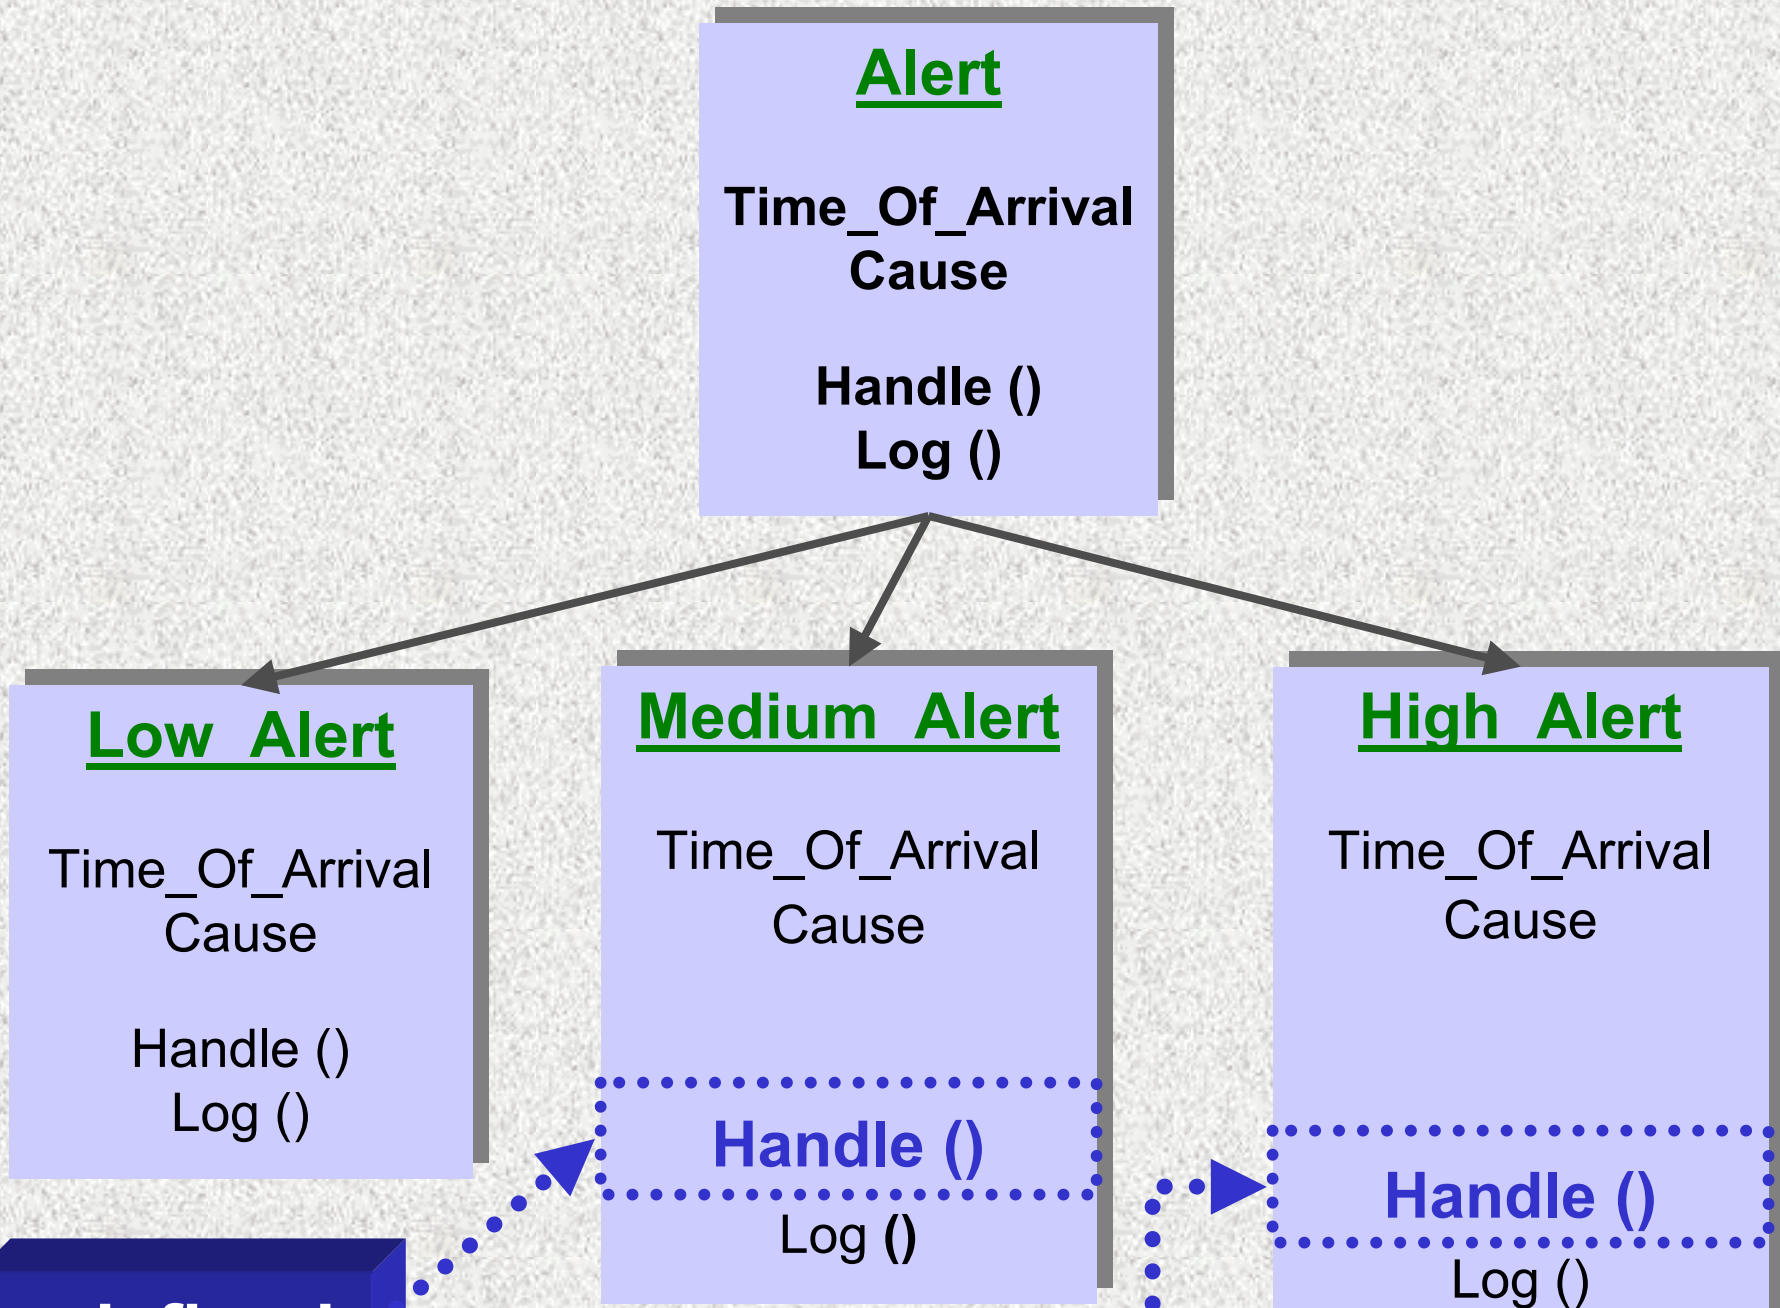 Alert
Time_Of_Arrival
Cause
Handle ()
Log ()
Low Alert
Time_Of_Arrival
Cause
Handle ()
Log ()
Medium Alert
Time_Of_Arrival
Cause
Handle ()
Log ()
High Alert
Time_Of_Arrival
Cause
Handle ()
Log ()